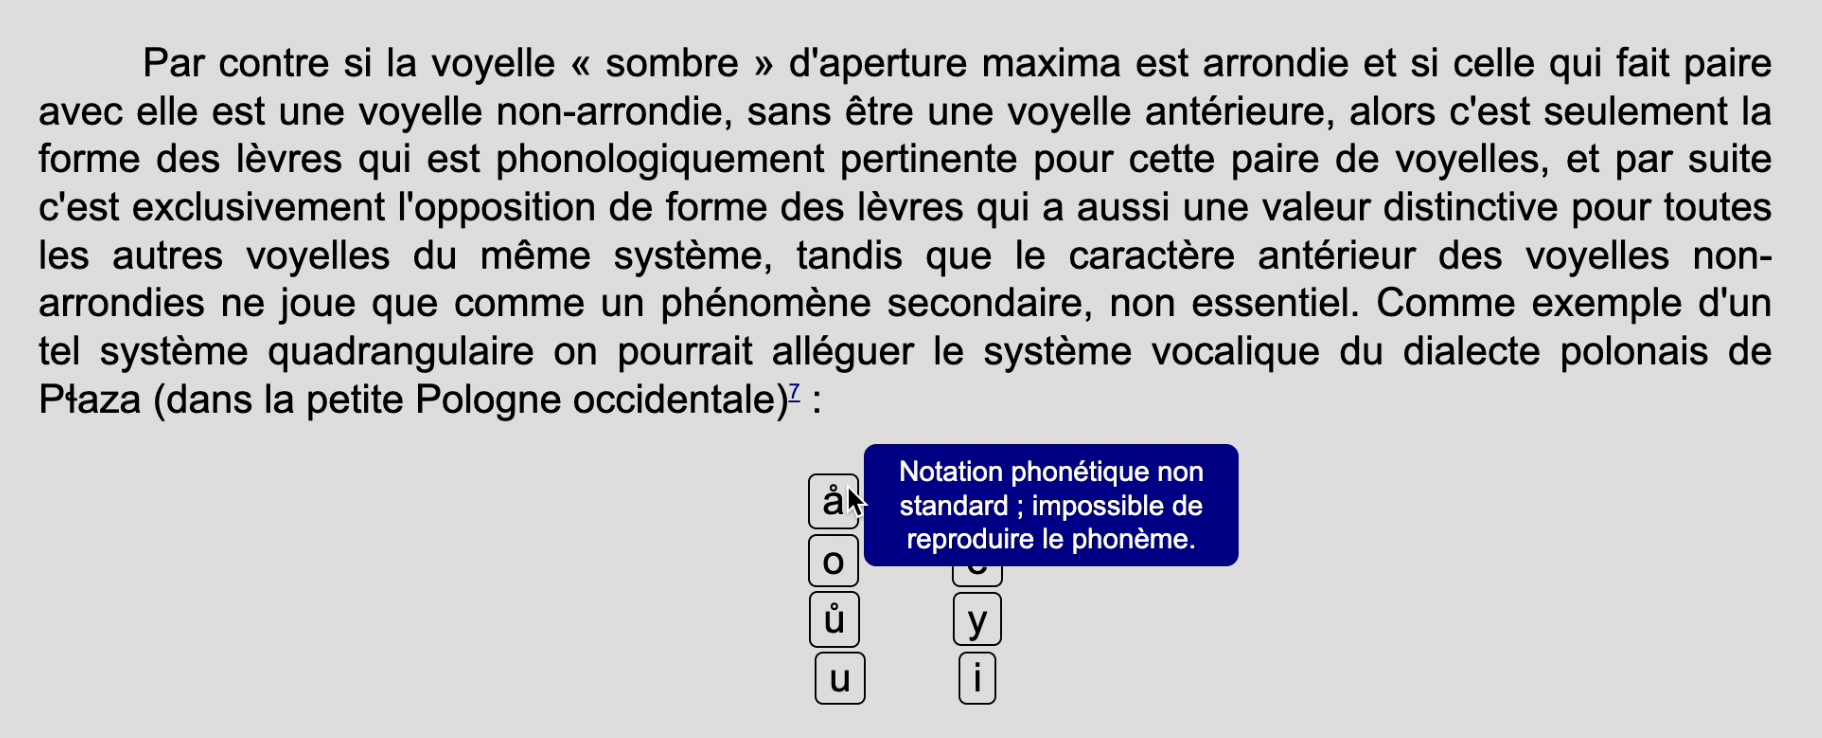 Par contre si la voyelle « sombre » d'aperture maxima est arrondie et si celle qui fait paire
avec elle est une voyelle non-arrondie, sans être une voyelle antérieure, alors c'est seulement la
forme des lèvres qui est phonologiquement pertinente pour cette paire de voyelles, et par suite
c'est exclusivement l'opposition de forme des lèvres qui a aussi une valeur distinctive pour toutes
les autres voyelles du même système, tandis que le caractère antérieur des voyelles non-
arrondies ne joue que comme un phénomène secondaire, non essentiel. Comme exemple d'un
tel système quadrangulaire on pourrait alléguer le système vocalique du dialecte polonais de
Płaza (dans la petite Pologne occidentale)7 :
å
Notation phonétique non
standard ; impossible de
reproduire le phonème.
o
ů y
u i